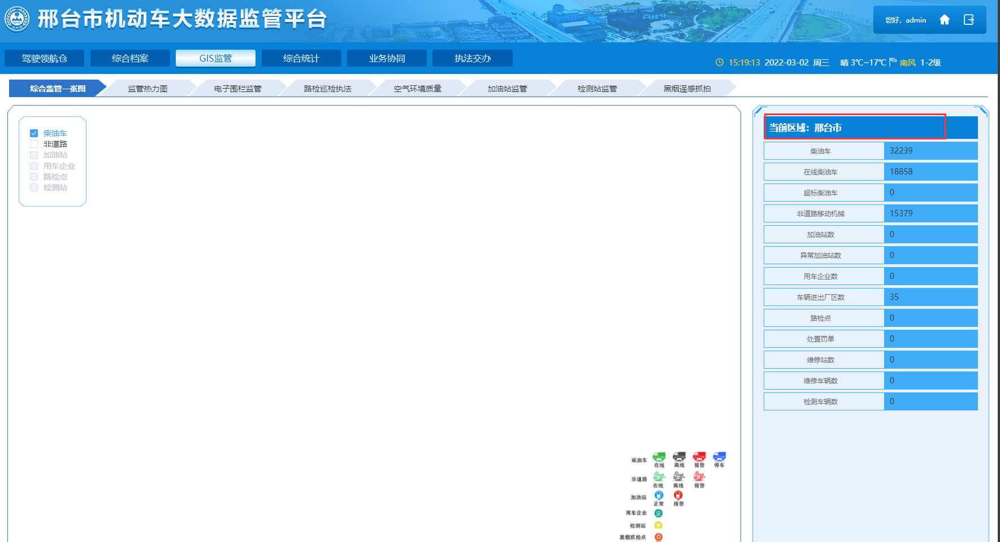 邢台市机动车大数据监管平台
您好，admin
驾驶领航仓 综合档案 GIS监管 综合统计 业务协同 执法交办
15:19:13 2022-03-02 周三 晴 3℃~17℃ 南风 1-2级
综合监管一张图 监管热力图 电子围栏监管 路检巡检执法 空气环境质量 加油站监管 检测站监管 黑烟遥感抓拍
柴油车
非道路
加油站
用车企业
路检点
检测站
当前区域：邢台市
柴油车 32239
在线柴油车 18858
超标柴油车 0
非道路移动机械 15379
加油站数 0
异常加油站数 0
用车企业数 0
车辆进出厂区数 35
路检点 0
处置罚单 0
维修站数 0
维修车辆数 0
检测车辆数 0
柴油车 在线 离线 报警 停车
非道路 在线 离线 报警
加油站 正常 报警
用车企业 企
检测站
黑烟抓拍点